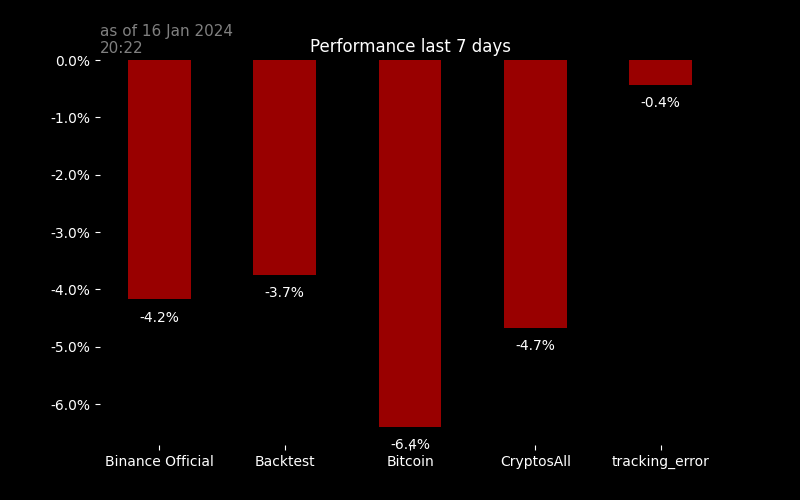 as of 16 Jan 2024
20:22
Performance last 7 days
0.0%
-1.0%
-2.0%
-3.0%
-4.0%
-5.0%
-6.0%
-4.2%
-3.7%
-6.4%
-4.7%
-0.4%
Binance Official
Backtest
Bitcoin
CryptosAll
tracking_error